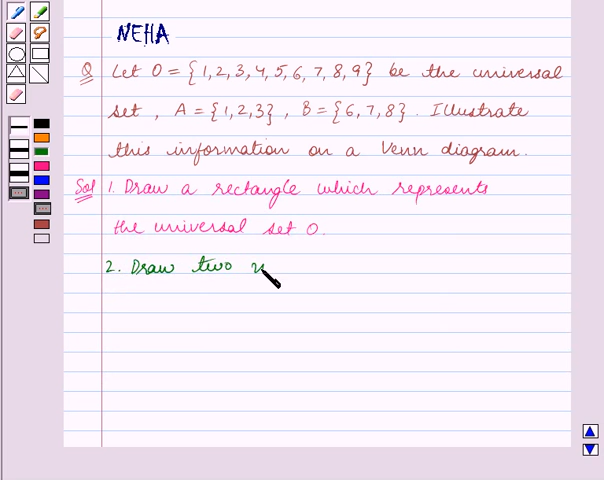 NEHA
Q Let O = {1, 2, 3, 4, 5, 6, 7, 8, 9} be the universal
set, A = {1, 2, 3}, B = {6, 7, 8}. Illustrate
this information on a Venn diagram.
Sol 1. Draw a rectangle which represents
the universal set O.
2. Draw two